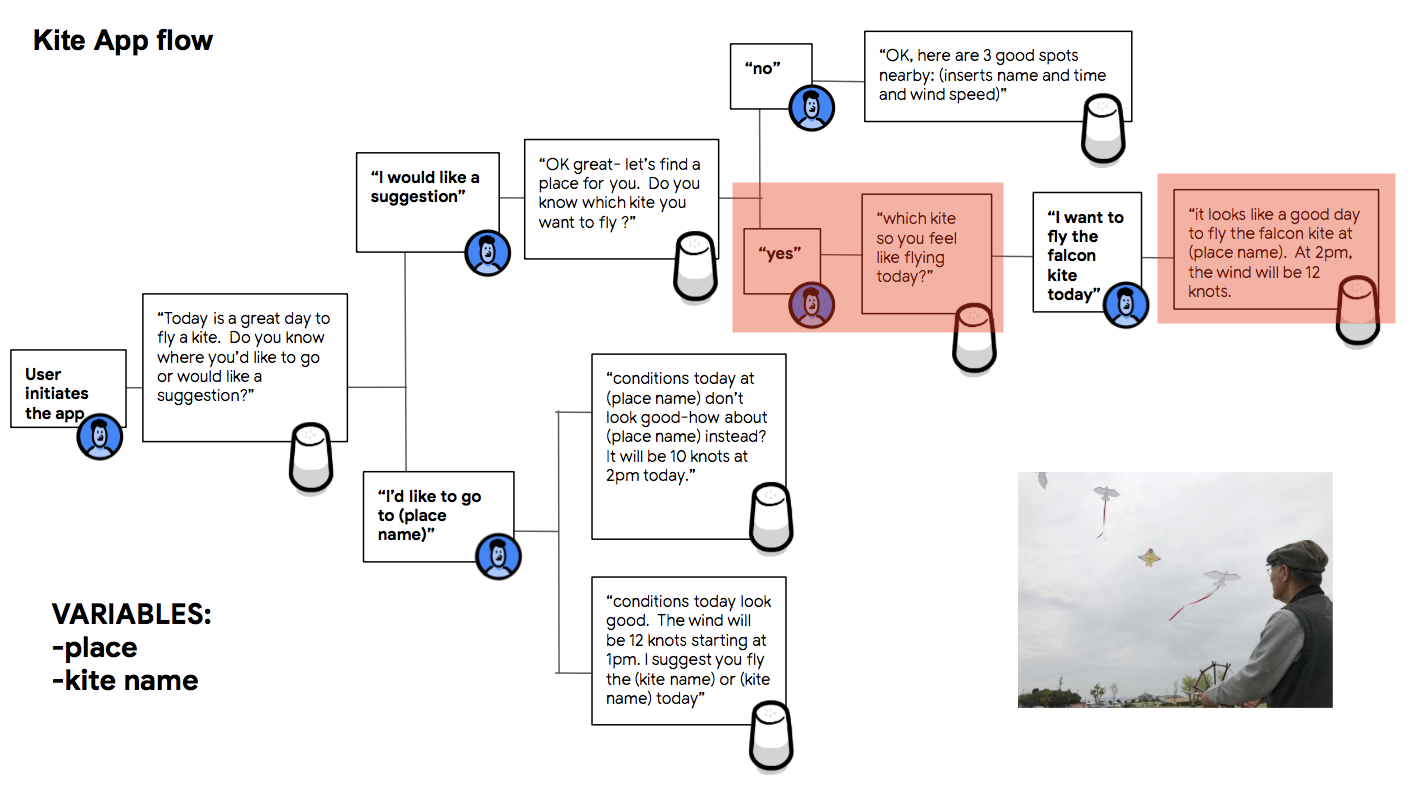 Kite App flow
User
initiates
the app
“Today is a great day to
fly a kite.  Do you know
where you’d like to go
or would like a
suggestion?”
“I would like a
suggestion”
“OK great- let’s find a
place for you.  Do you
know which kite you
want to fly ?”
“no”
“OK, here are 3 good spots
nearby: (inserts name and time
and wind speed)”
“yes”
“which kite
so you feel
like flying
today?”
“I want to
fly the
falcon
kite
today”
“it looks like a good day
to fly the falcon kite at
(place name).  At 2pm,
the wind will be 12
knots.
“I’d like to go
to (place
name)”
“conditions today at
(place name) don’t
look good-how about
(place name) instead?
It will be 10 knots at
2pm today.”
“conditions today look
good.  The wind will
be 12 knots starting at
1pm. I suggest you fly
the (kite name) or (kite
name) today”
VARIABLES:
-place
-kite name